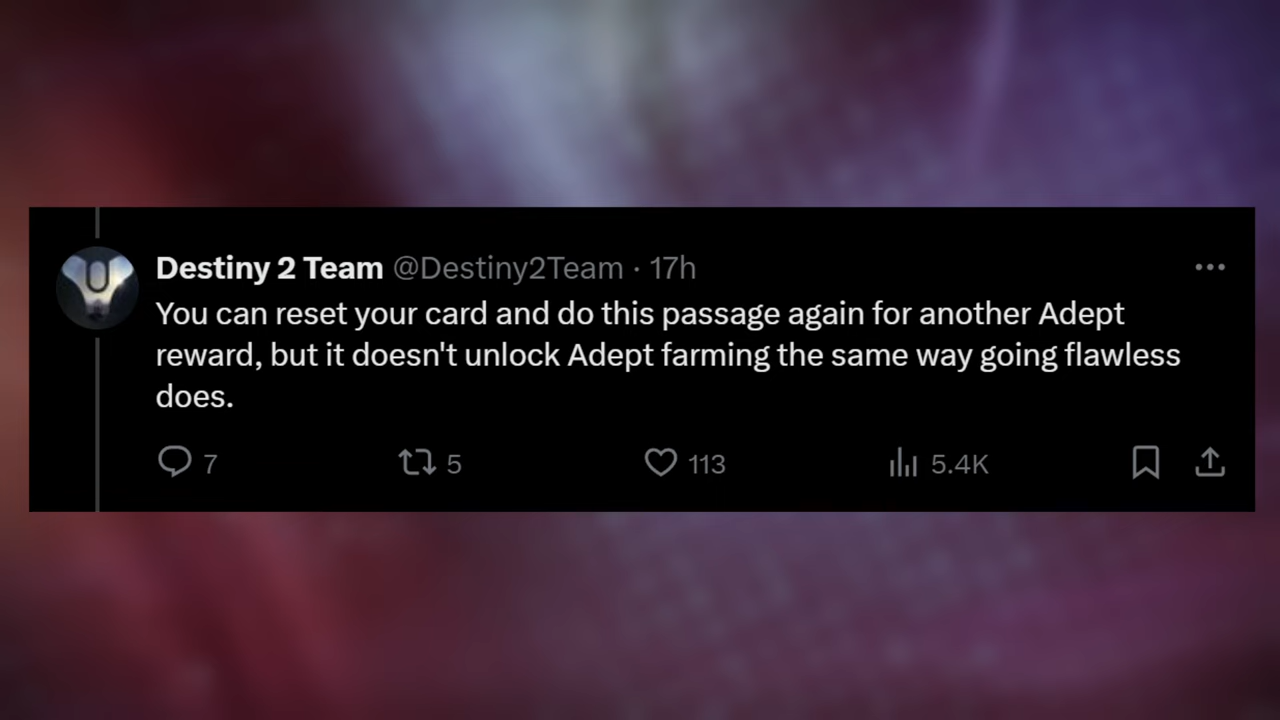 Destiny 2 Team @Destiny2Team · 17h
You can reset your card and do this passage again for another Adept
reward, but it doesn't unlock Adept farming the same way going flawless
does.
7 5 113 5.4K